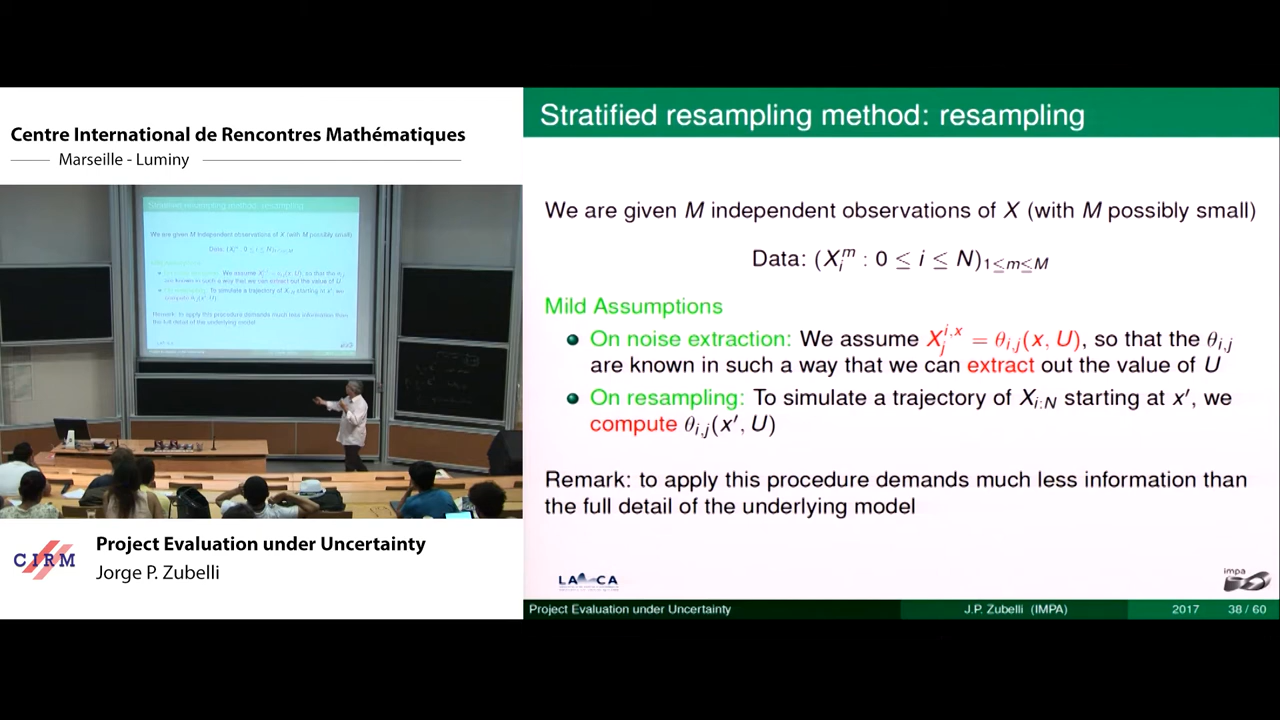 Centre International de Rencontres Mathématiques
Marseille - Luminy
CIRM
Project Evaluation under Uncertainty
Jorge P. Zubelli
Stratified resampling method: resampling
We are given M independent observations of X (with M possibly small)
Data: (X_i^m : 0 ≤ i ≤ N)_{1≤m≤M}
Mild Assumptions
On noise extraction: We assume X_j^{i,x} = θ_{i,j}(x, U), so that the θ_{i,j}
are known in such a way that we can extract out the value of U
On resampling: To simulate a trajectory of X_{i:N} starting at x′, we
compute θ_{i,j}(x′, U)
Remark: to apply this procedure demands much less information than
the full detail of the underlying model
impa
Project Evaluation under Uncertainty J.P. Zubelli (IMPA) 2017 38 / 60